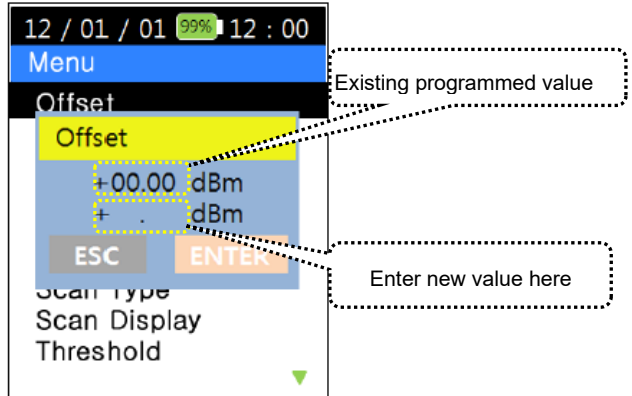 12 / 01 / 01 99% 12 : 00
Menu
Existing programmed value
Offset
Offset
+00.00 dBm
+ . dBm
ESC ENTER
Enter new value here
Scan Type
Scan Display
Threshold